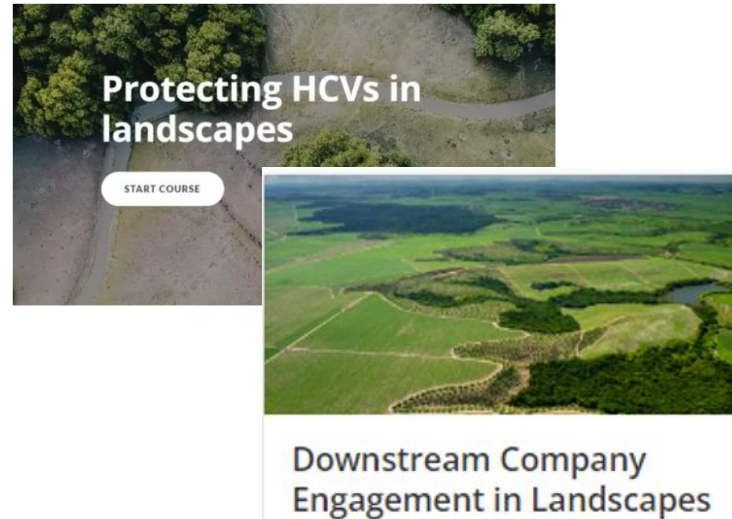 Protecting HCVs in
landscapes
START COURSE
Downstream Company
Engagement in Landscapes